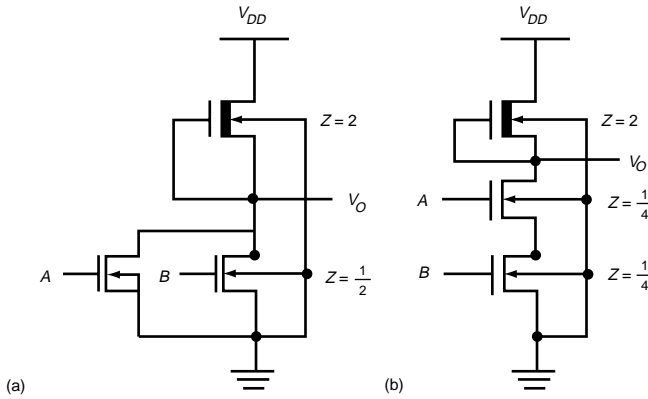 V_DD
Z = 2
V_O
A
B
Z = 1/2
(a)
V_DD
Z = 2
V_O
A
Z = 1/4
B
Z = 1/4
(b)